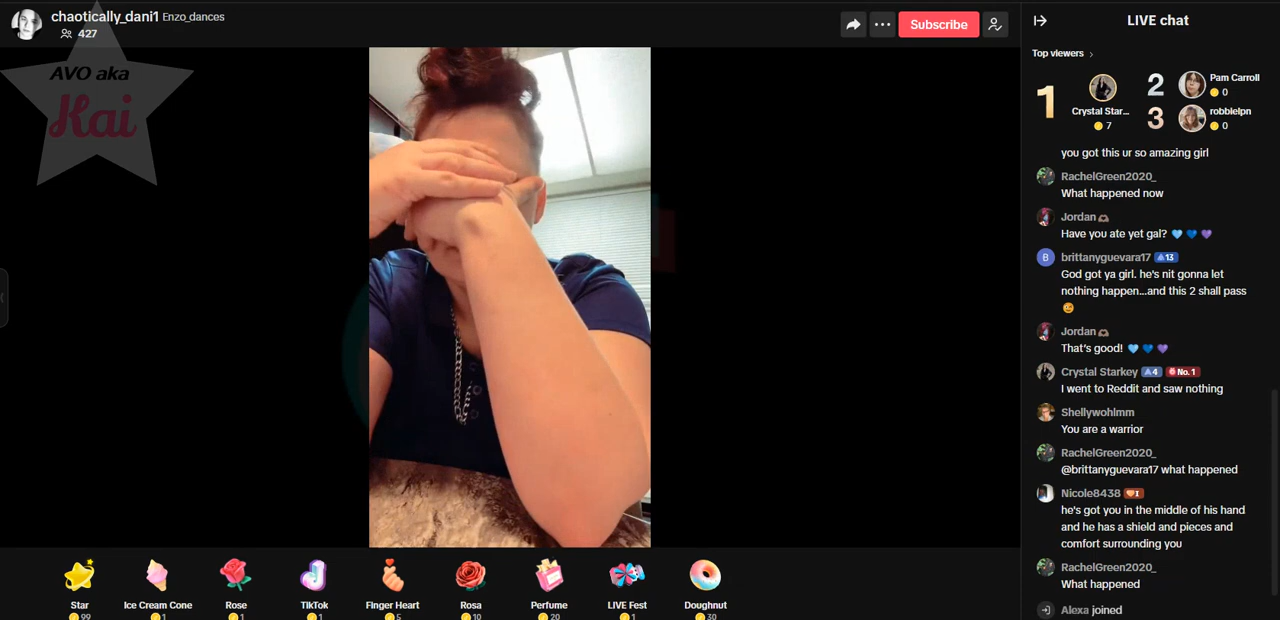 chaotically_dani1 Enzo_dances
427
Subscribe
AVO aka
Kai
LIVE chat
Top viewers
1
Crystal Star...
7
2
Pam Carroll
0
3
robbielpn
0
you got this ur so amazing girl
RachelGreen2020_
What happened now
Jordan
Have you ate yet gal?
B
brittanyguevara17 13
God got ya girl. he's nit gonna let
nothing happen...and this 2 shall pass
Jordan
That's good!
Crystal Starkey 4 No. 1
I went to Reddit and saw nothing
Shellywohlmm
You are a warrior
RachelGreen2020_
@brittanyguevara17 what happened
Nicole8438 I
he's got you in the middle of his hand
and he has a shield and pieces and
comfort surrounding you
RachelGreen2020_
What happened
Alexa joined
Star
99
Ice Cream Cone
1
Rose
1
TikTok
1
Finger Heart
5
Rosa
10
Perfume
20
LIVE Fest
1
Doughnut
30